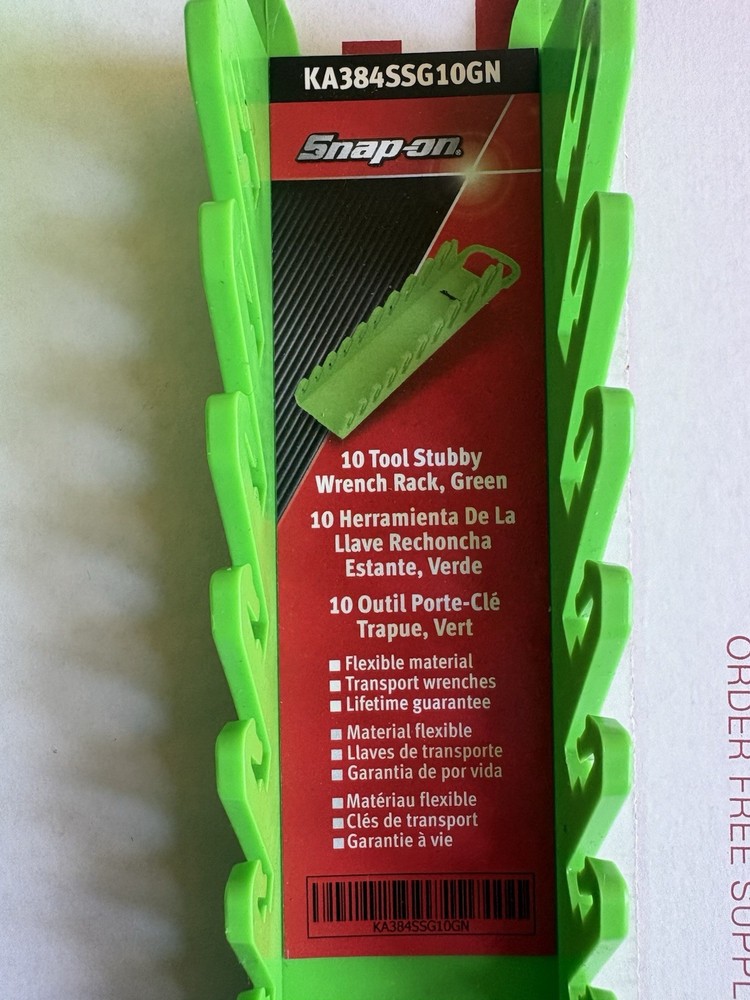 KA384SSG10GN
Snap-on
10 Tool Stubby
Wrench Rack, Green
10 Herramienta De La
Llave Rechoncha
Estante, Verde
10 Outil Porte-Clé
Trapue, Vert
Flexible material
Transport wrenches
Lifetime guarantee
Material flexible
Llaves de transporte
Garantia de por vida
Matériau flexible
Clés de transport
Garantie à vie
KA384SSG10GN
ORDER FREE